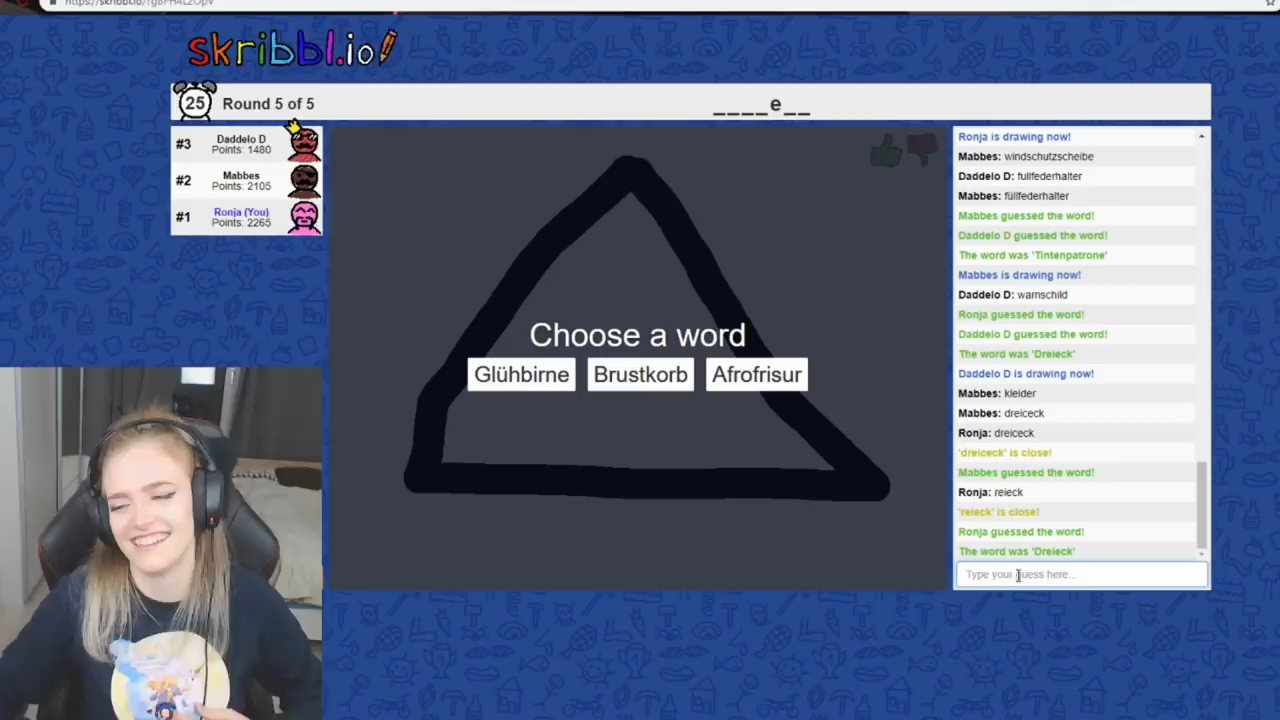 skribbl.io
25
Round 5 of 5
____e__
#3
Daddelo D
Points: 1480
#2
Mabbes
Points: 2105
#1
Ronja (You)
Points: 2265
Choose a word
Glühbirne
Brustkorb
Afrofrisur
Ronja is drawing now!
Mabbes: windschutzscheibe
Daddelo D: fullfederhalter
Mabbes: füllfederhalter
Mabbes guessed the word!
Daddelo D guessed the word!
The word was 'Tintenpatrone'
Mabbes is drawing now!
Daddelo D: warnschild
Ronja guessed the word!
Daddelo D guessed the word!
The word was 'Dreieck'
Daddelo D is drawing now!
Mabbes: kleider
Mabbes: dreiceck
Ronja: dreiceck
'dreiceck' is close!
Mabbes guessed the word!
Ronja: reieck
'reieck' is close!
Ronja guessed the word!
The word was 'Dreieck'
Type your guess here...